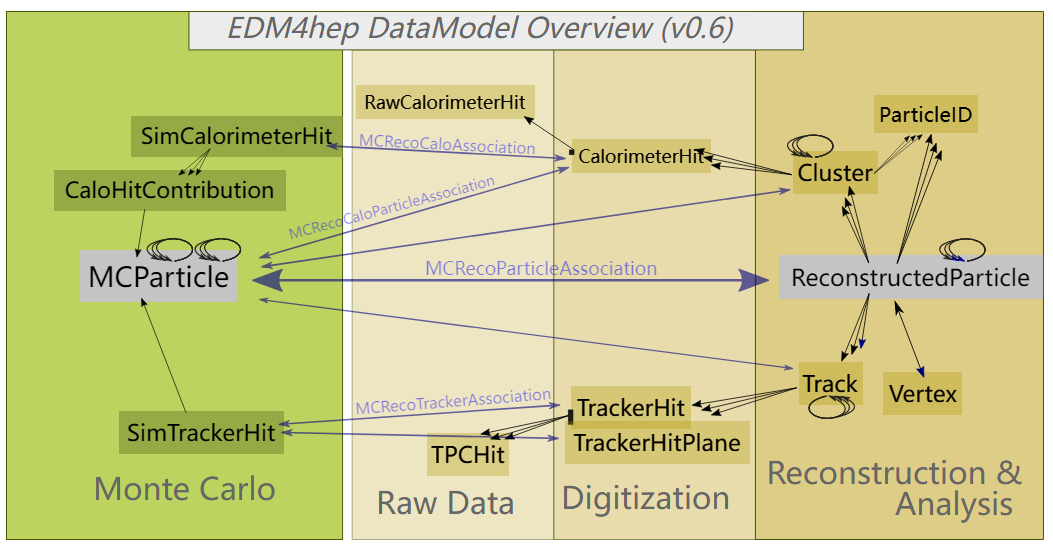 EDM4hep DataModel Overview (v0.6)
RawCalorimeterHit
ParticleID
SimCalorimeterHit
MCRecoCaloAssociation
CalorimeterHit
Cluster
CaloHitContribution
MCRecoCaloParticleAssociation
MCParticle
MCRecoParticleAssociation
ReconstructedParticle
Track
Vertex
MCRecoTrackerAssociation
TrackerHit
SimTrackerHit
TPCHit
TrackerHitPlane
Monte Carlo
Raw Data
Digitization
Reconstruction &
Analysis